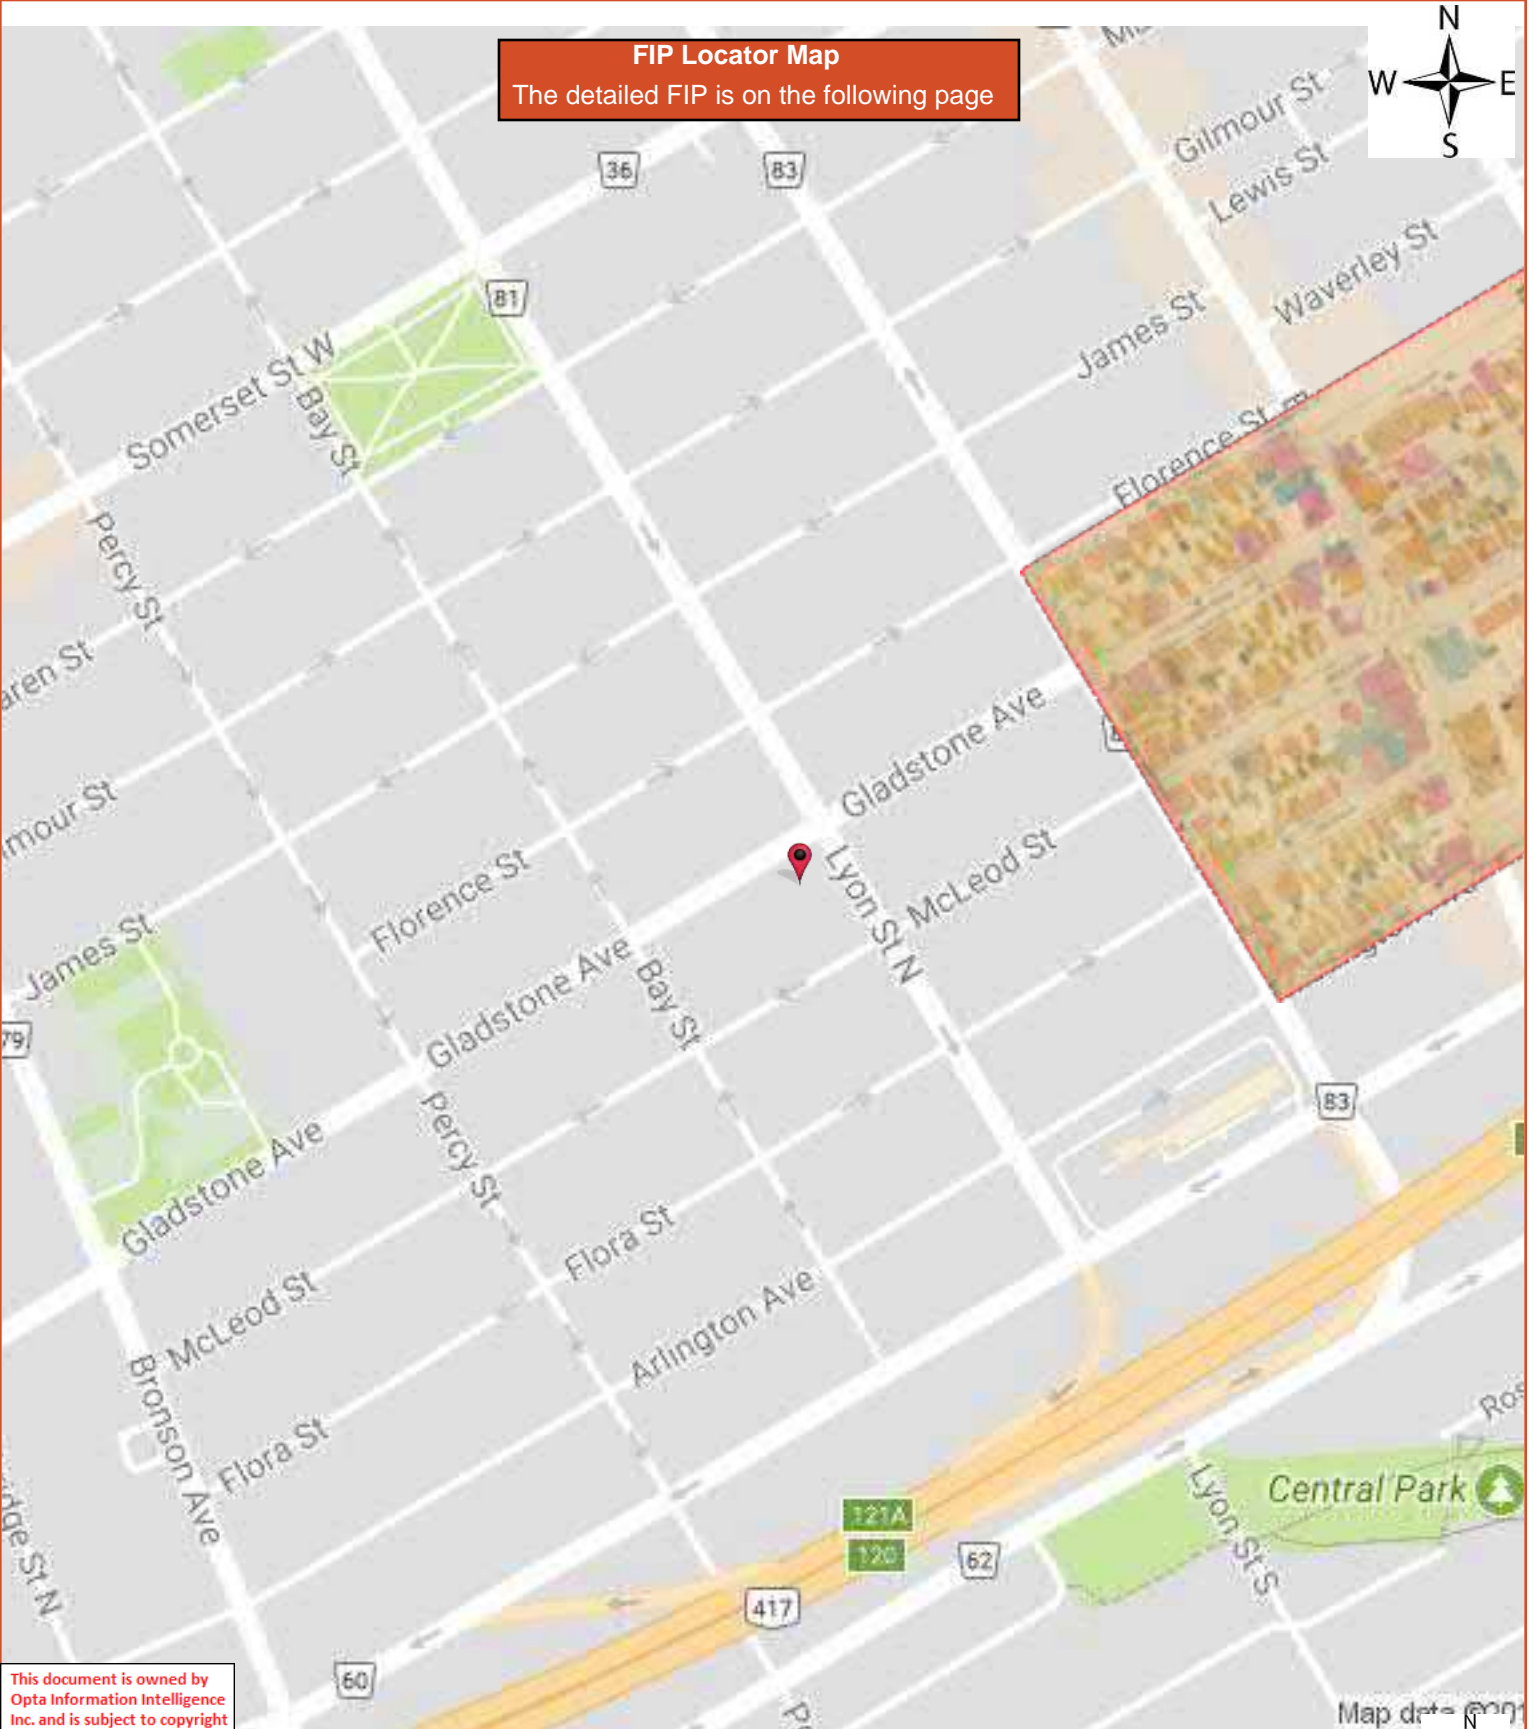 N
W E
S
FIP Locator Map
The detailed FIP is on the following page
Gilmour St
Lewis St
36
83
Waverley St
81
James St
Somerset St W
Bay St
Florence St
Percy St
Gladstone Ave
Lyon St N
McLeod St
Florence St
James St
Gladstone Ave
Bay St
79
83
Percy St
Gladstone Ave
Flora St
McLeod St
Arlington Ave
Bronson Ave
Flora St
Central Park
121A
120
62
Lyon St S
417
60
This document is owned by
Opta Information Intelligence
Inc. and is subject to copyright
Map data
N